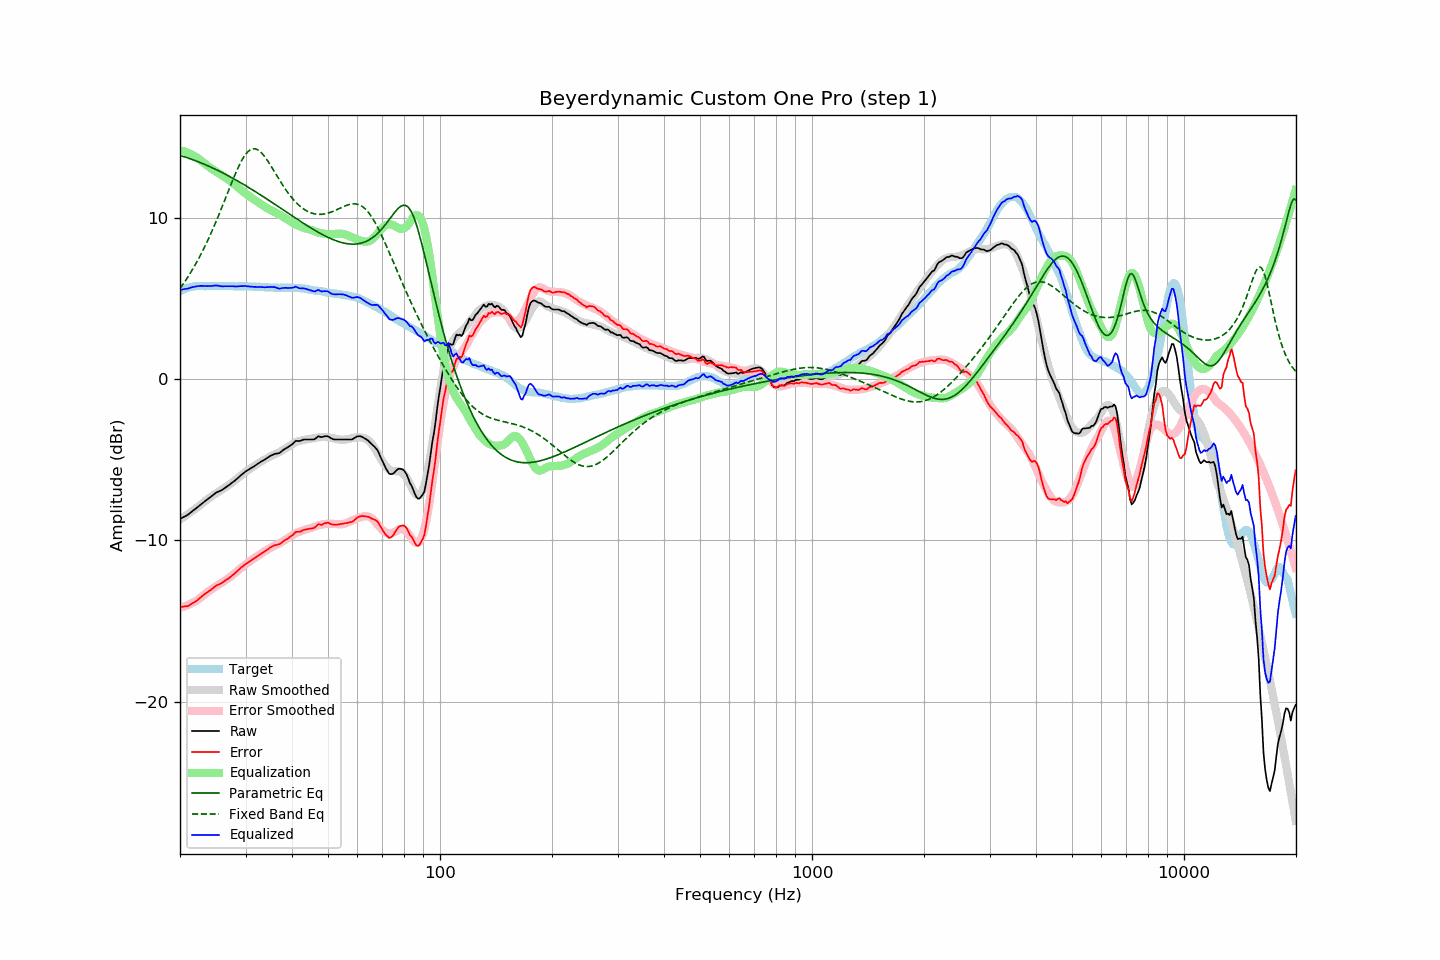 Beyerdynamic Custom One Pro (step 1)
Amplitude (dBr)
10
0
−10
−20
Target
Raw Smoothed
Error Smoothed
Raw
Error
Equalization
Parametric Eq
Fixed Band Eq
Equalized
100
1000
10000
Frequency (Hz)